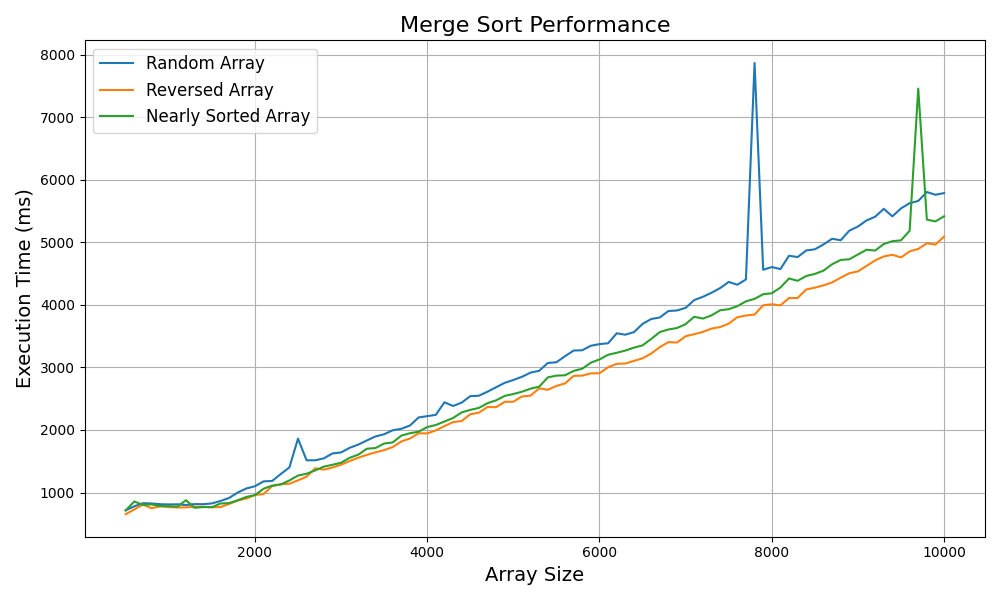 Merge Sort Performance
Random Array
Reversed Array
Nearly Sorted Array
Execution Time (ms)
8000
7000
6000
5000
4000
3000
2000
1000
2000 4000 6000 8000 10000
Array Size